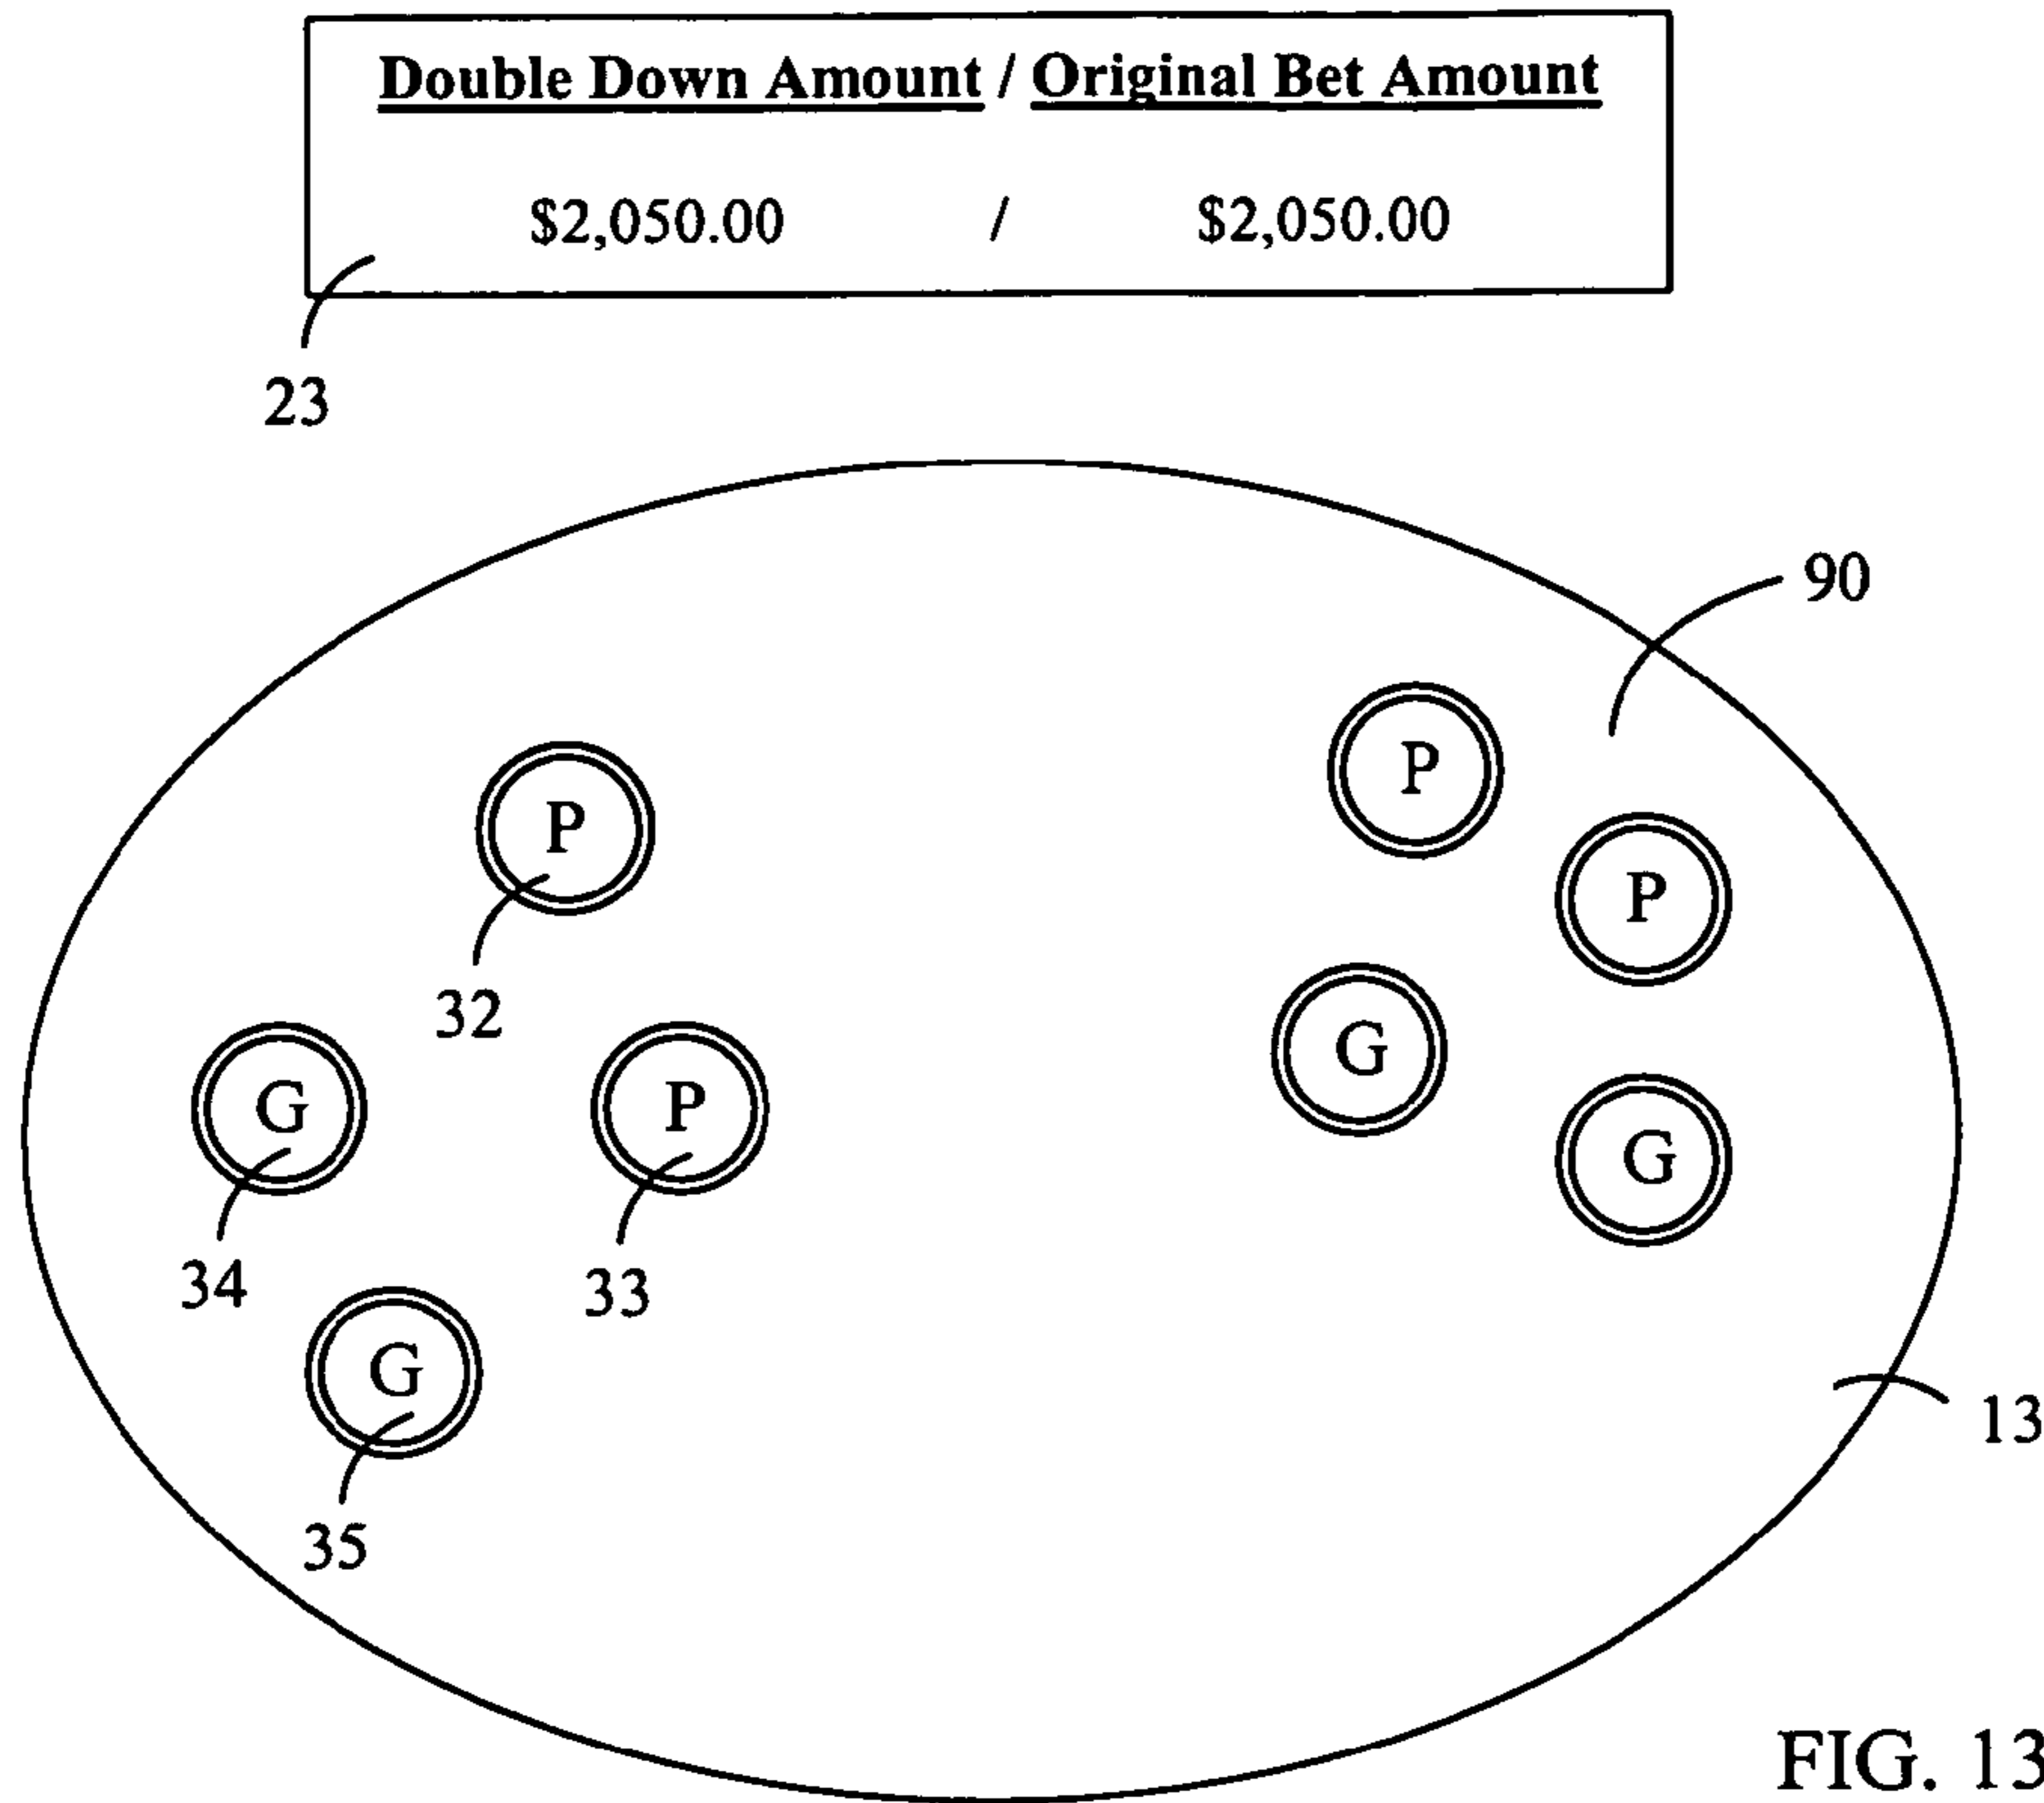 Double Down Amount / Original Bet Amount
$2,050.00 / $2,050.00
23
90
P
P
P
32
G
G
P
G
34
33
G
13
35
FIG. 13